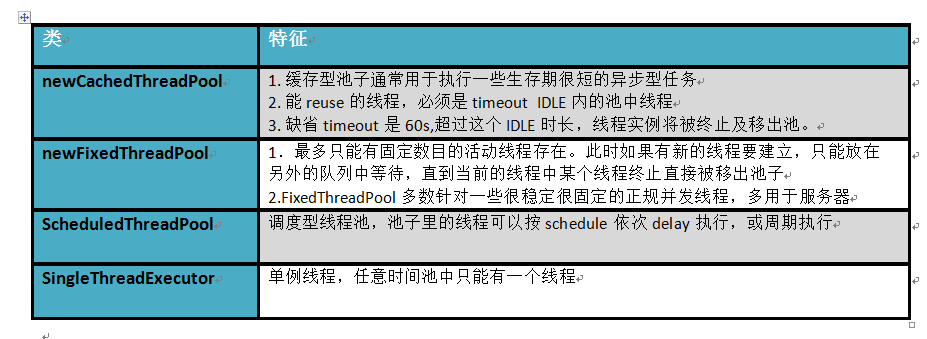 类
特征
newCachedThreadPool
1. 缓存型池子通常用于执行一些生存期很短的异步型任务
2. 能 reuse 的线程，必须是 timeout IDLE 内的池中线程
3. 缺省 timeout 是 60s,超过这个 IDLE 时长，线程实例将被终止及移出池。
newFixedThreadPool
1．最多只能有固定数目的活动线程存在。此时如果有新的线程要建立，只能放在
另外的队列中等待，直到当前的线程中某个线程终止直接被移出池子
2.FixedThreadPool 多数针对一些很稳定很固定的正规并发线程，多用于服务器
ScheduledThreadPool
调度型线程池，池子里的线程可以按 schedule 依次 delay 执行，或周期执行
SingleThreadExecutor
单例线程，任意时间池中只能有一个线程